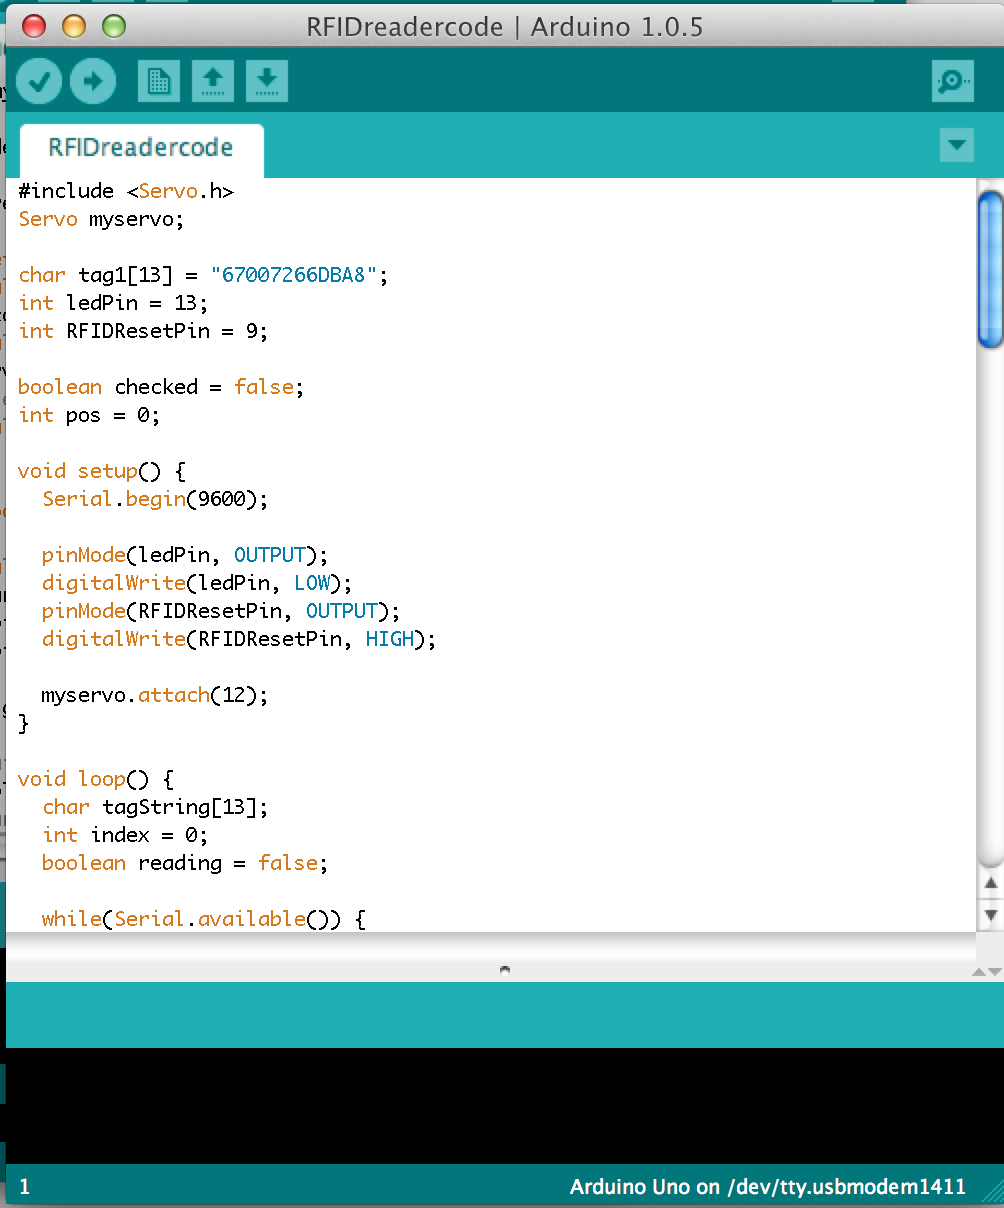 RFIDreadercode | Arduino 1.0.5
RFIDreadercode
#include <Servo.h>
Servo myservo;
char tag1[13] = "67007266DBA8";
int ledPin = 13;
int RFIDResetPin = 9;
boolean checked = false;
int pos = 0;
void setup() {
  Serial.begin(9600);
  pinMode(ledPin, OUTPUT);
  digitalWrite(ledPin, LOW);
  pinMode(RFIDResetPin, OUTPUT);
  digitalWrite(RFIDResetPin, HIGH);
  myservo.attach(12);
}
void loop() {
  char tagString[13];
  int index = 0;
  boolean reading = false;
  while(Serial.available()) {
1
Arduino Uno on /dev/tty.usbmodem1411